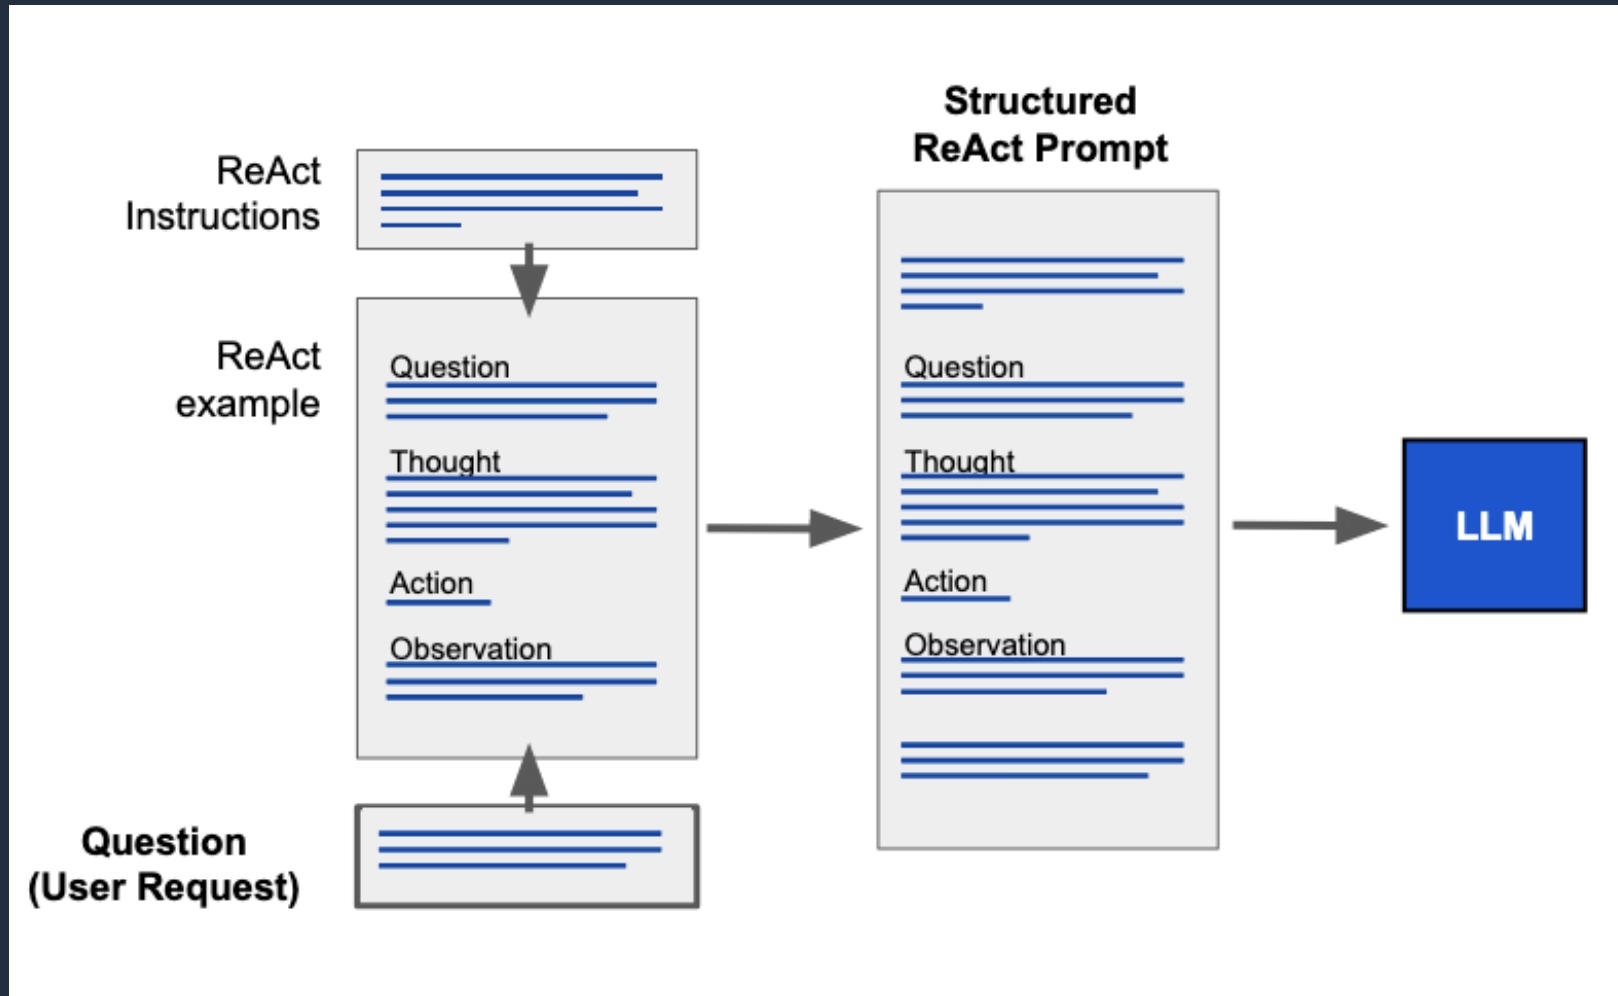 ReAct
Instructions
ReAct
example
Question
Thought
Action
Observation
Question
(User Request)
Structured
ReAct Prompt
Question
Thought
Action
Observation
LLM